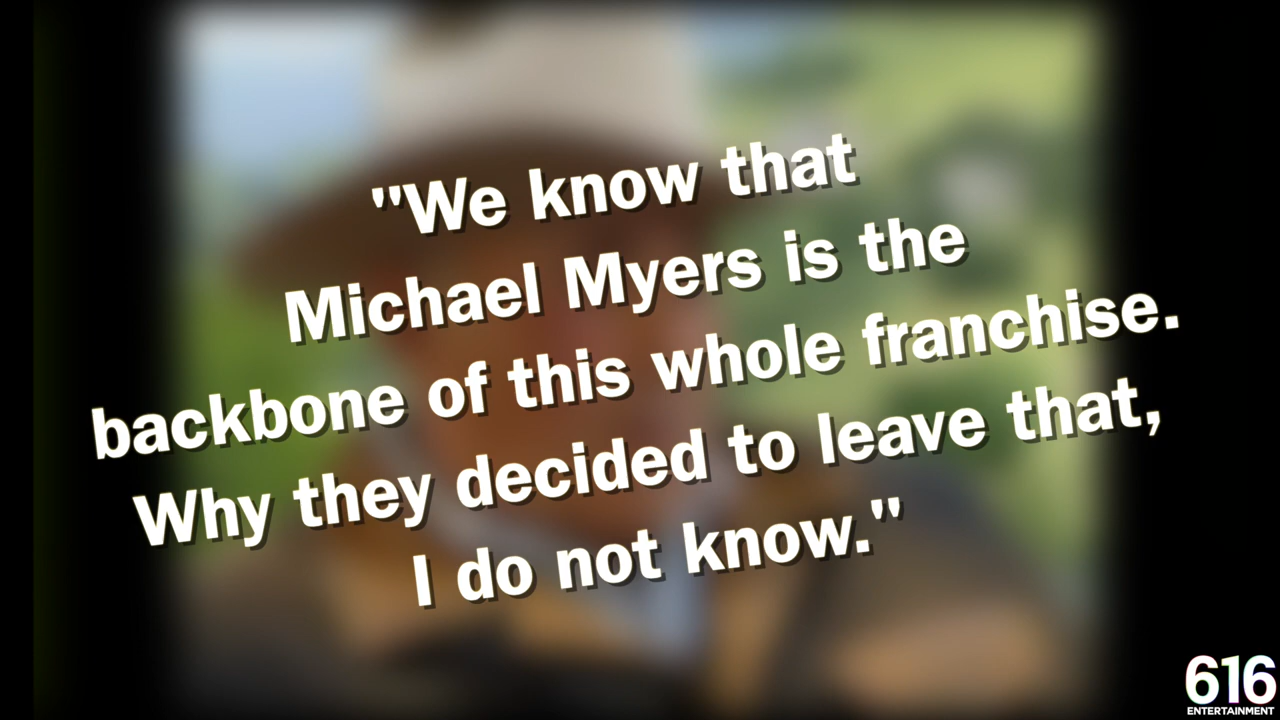 "We know that
Michael Myers is the
backbone of this whole franchise.
Why they decided to leave that,
I do not know."
616
ENTERTAINMENT